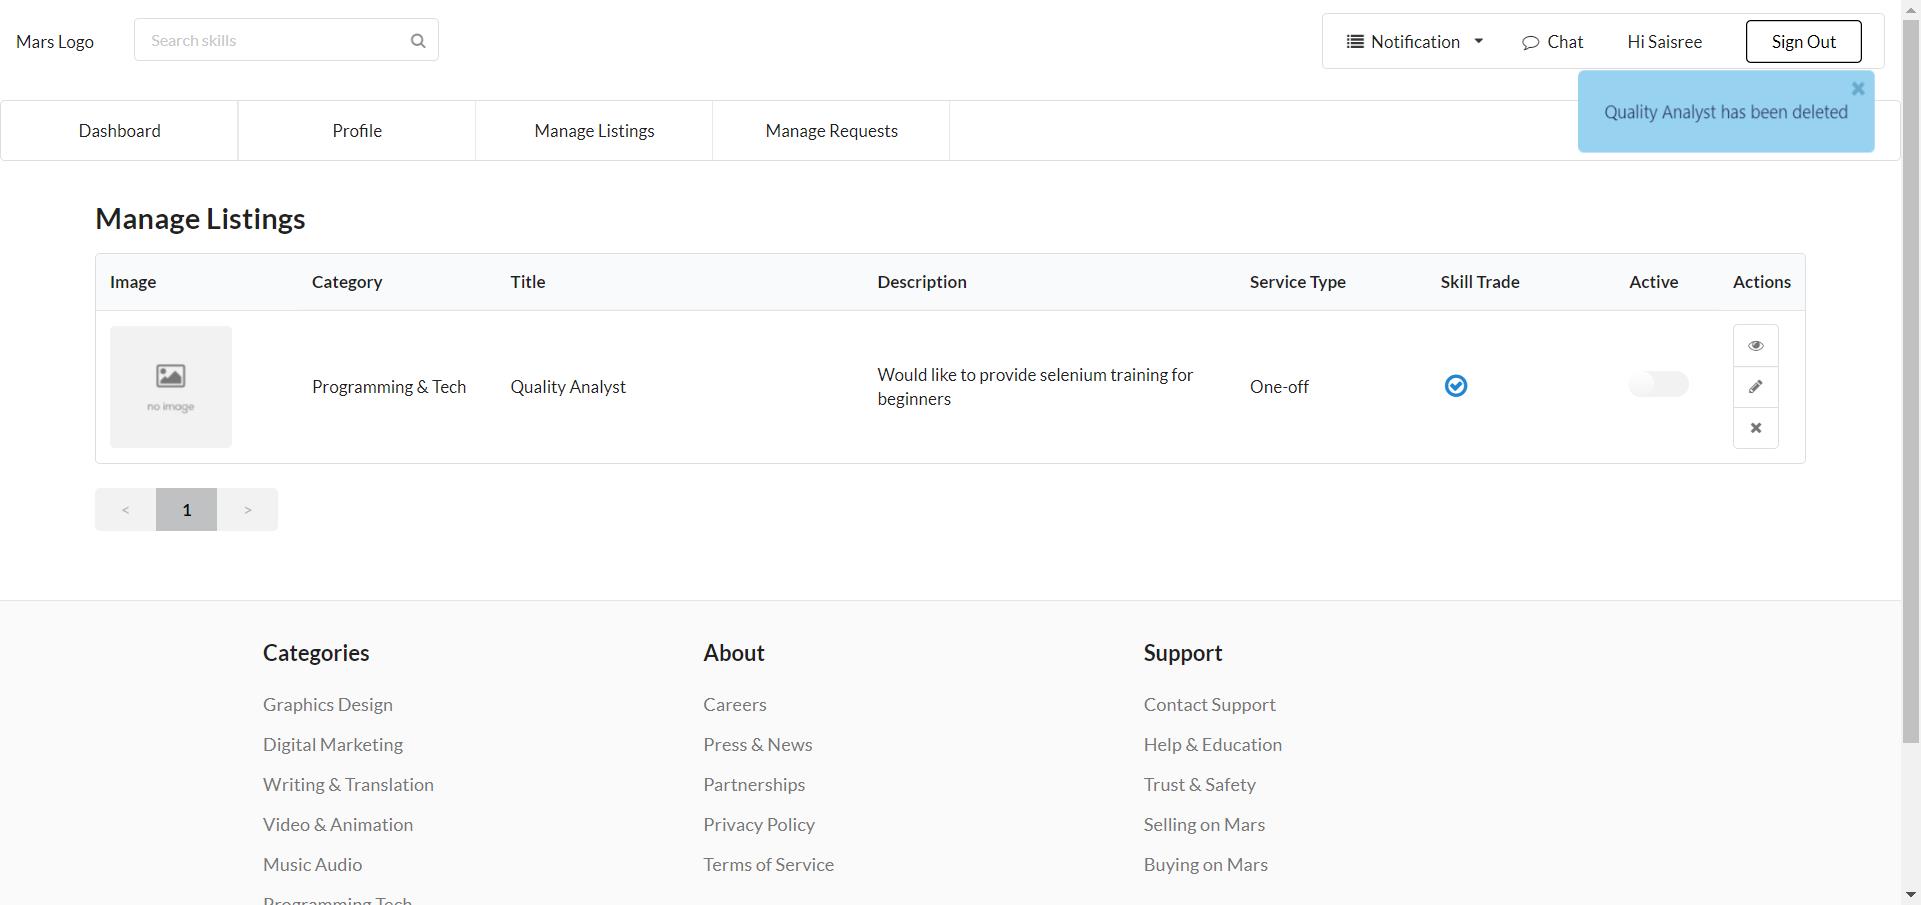 Mars Logo
Search skills
Notification
Chat
Hi Saisree
Sign Out
Quality Analyst has been deleted
Dashboard
Profile
Manage Listings
Manage Requests
Manage Listings
Image
Category
Title
Description
Service Type
Skill Trade
Active
Actions
no image
Programming & Tech
Quality Analyst
Would like to provide selenium training for
beginners
One-off
< 1 >
Categories
Graphics Design
Digital Marketing
Writing & Translation
Video & Animation
Music Audio
Programming Tech
About
Careers
Press & News
Partnerships
Privacy Policy
Terms of Service
Support
Contact Support
Help & Education
Trust & Safety
Selling on Mars
Buying on Mars